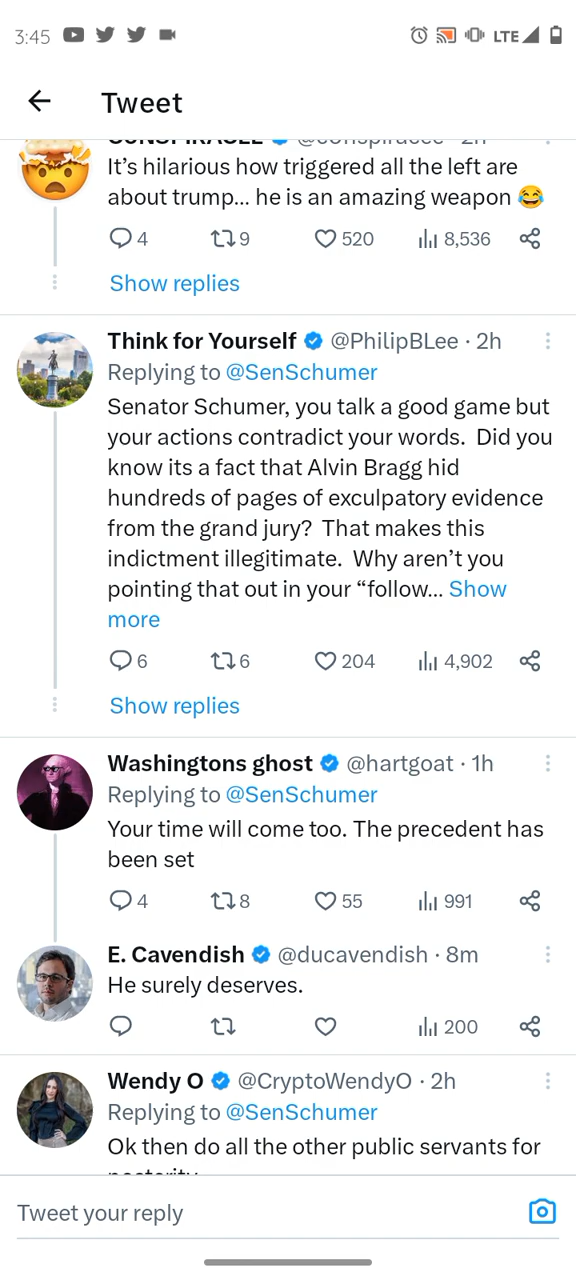 3:45
LTE
Tweet
CONSPIRACEE @conspiracee 2h
It’s hilarious how triggered all the left are
about trump... he is an amazing weapon 😂
4 9 520 8,536
Show replies
Think for Yourself @PhilipBLee · 2h
Replying to @SenSchumer
Senator Schumer, you talk a good game but
your actions contradict your words.  Did you
know its a fact that Alvin Bragg hid
hundreds of pages of exculpatory evidence
from the grand jury?  That makes this
indictment illegitimate.  Why aren’t you
pointing that out in your “follow... Show
more
6 6 204 4,902
Show replies
Washingtons ghost @hartgoat · 1h
Replying to @SenSchumer
Your time will come too. The precedent has
been set
4 8 55 991
E. Cavendish @ducavendish · 8m
He surely deserves.
200
Wendy O @CryptoWendyO · 2h
Replying to @SenSchumer
Ok then do all the other public servants for
posterity
Tweet your reply